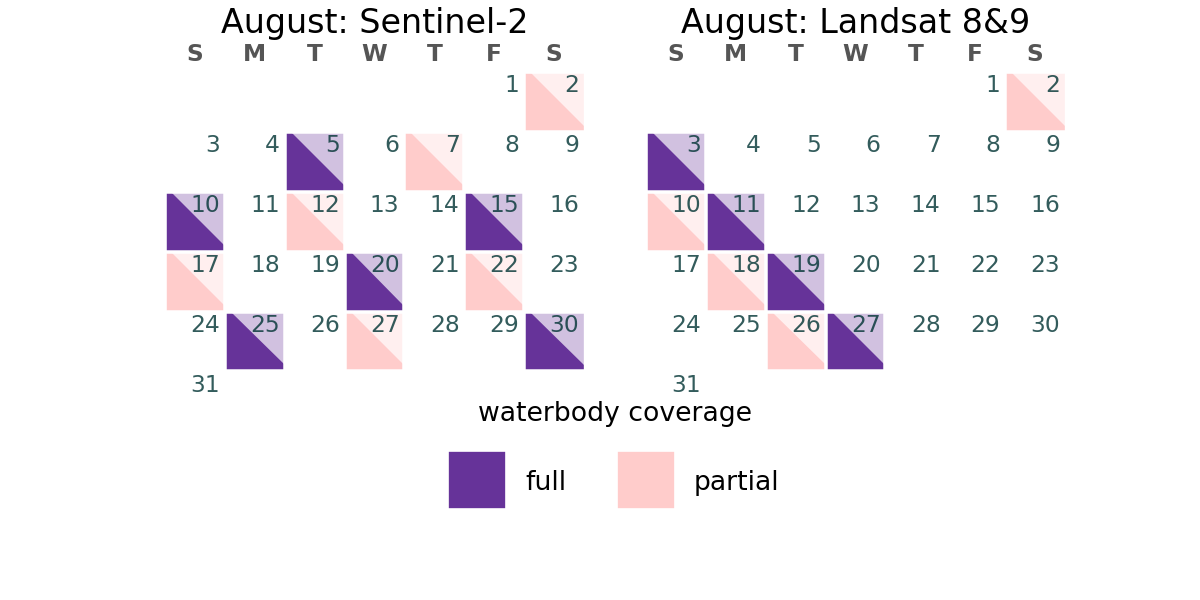 August: Sentinel-2
S M T W T F S
1 2
3 4 5 6 7 8 9
10 11 12 13 14 15 16
17 18 19 20 21 22 23
24 25 26 27 28 29 30
31
August: Landsat 8&9
S M T W T F S
1 2
3 4 5 6 7 8 9
10 11 12 13 14 15 16
17 18 19 20 21 22 23
24 25 26 27 28 29 30
31
waterbody coverage
full
partial